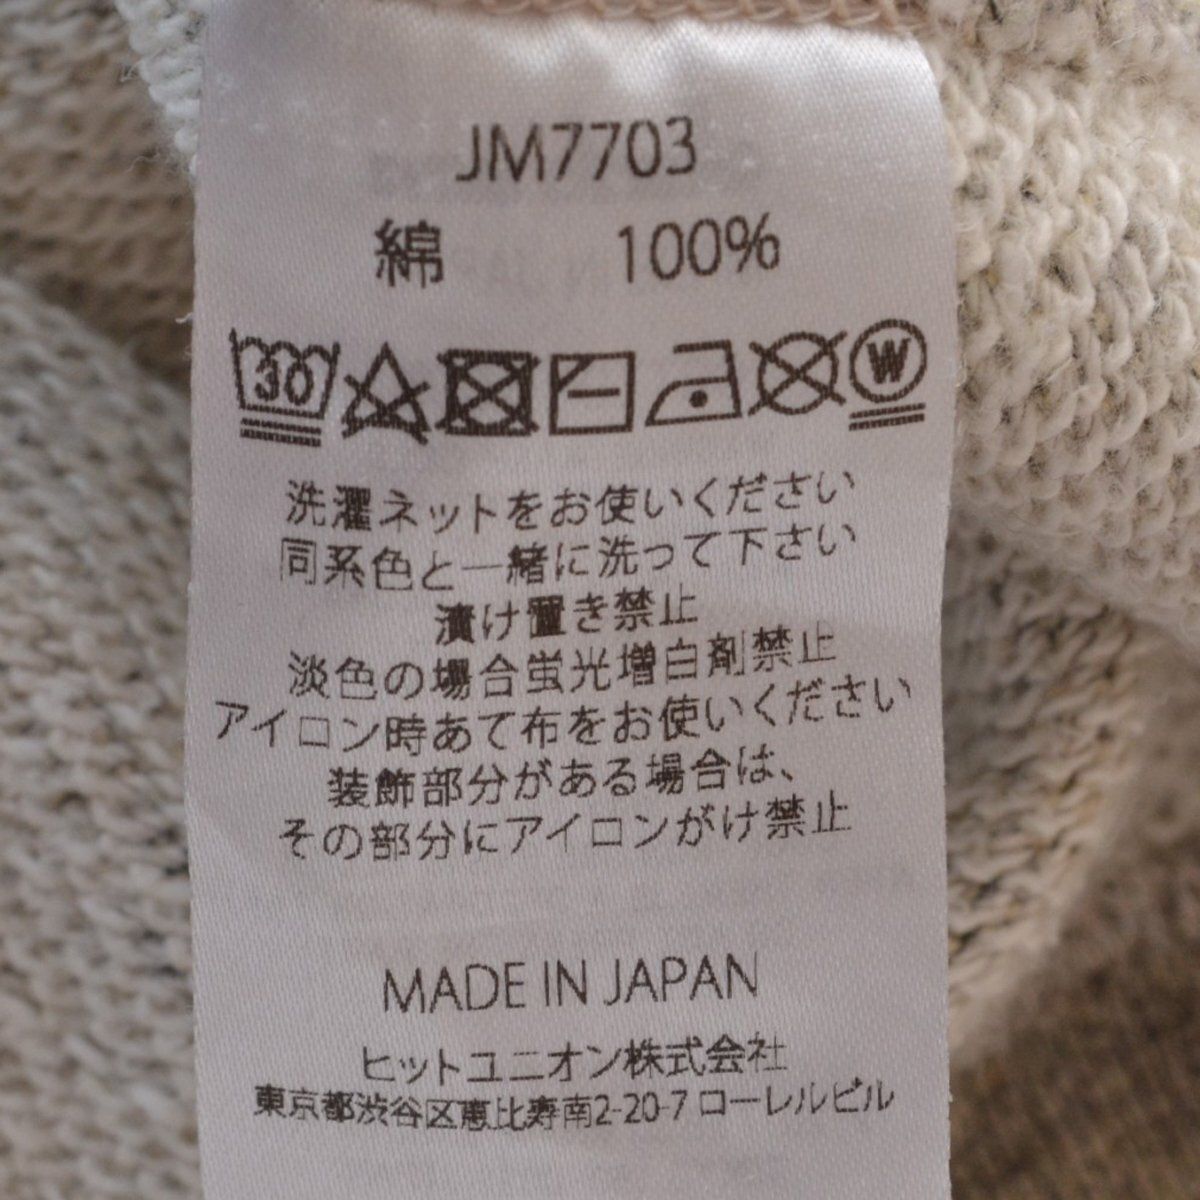 JM7703
綿 100%
30 W
洗濯ネットをお使いください
同系色と一緒に洗って下さい
漬け置き禁止
淡色の場合蛍光増白剤禁止
アイロン時あて布をお使いください
装飾部分がある場合は、
その部分にアイロンがけ禁止
MADE IN JAPAN
ヒットユニオン株式会社
東京都渋谷区恵比寿南2-20-7 ローレルビル